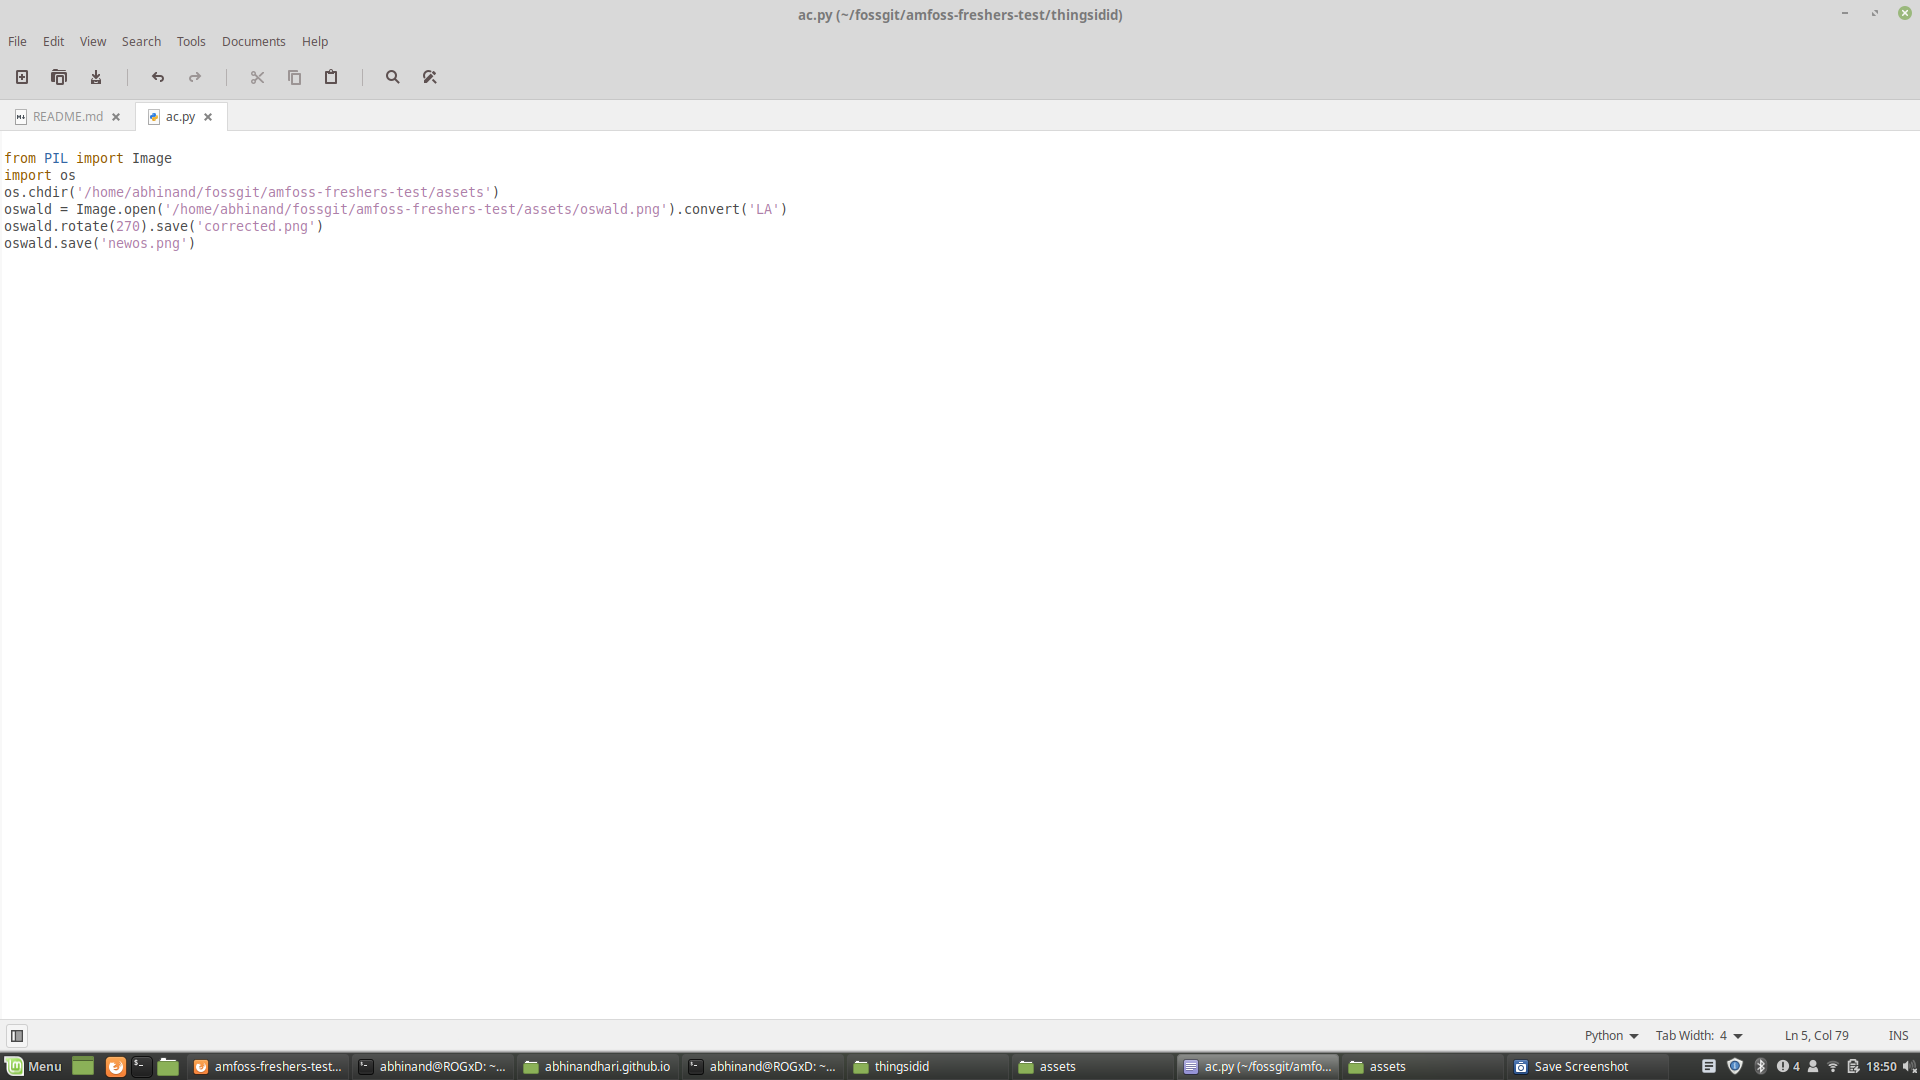 ac.py (~/fossgit/amfoss-freshers-test/thingsidid)
File Edit View Search Tools Documents Help
README.md ac.py
from PIL import Image
import os
os.chdir('/home/abhinand/fossgit/amfoss-freshers-test/assets')
oswald = Image.open('/home/abhinand/fossgit/amfoss-freshers-test/assets/oswald.png').convert('LA')
oswald.rotate(270).save('corrected.png')
oswald.save('newos.png')
Python Tab Width: 4 Ln 5, Col 79 INS
Menu amfoss-freshers-test... abhinand@ROGxD: ~... abhinandhari.github.io abhinand@ROGxD: ~... thingsidid assets ac.py (~/fossgit/amfo... assets Save Screenshot 4 18:50